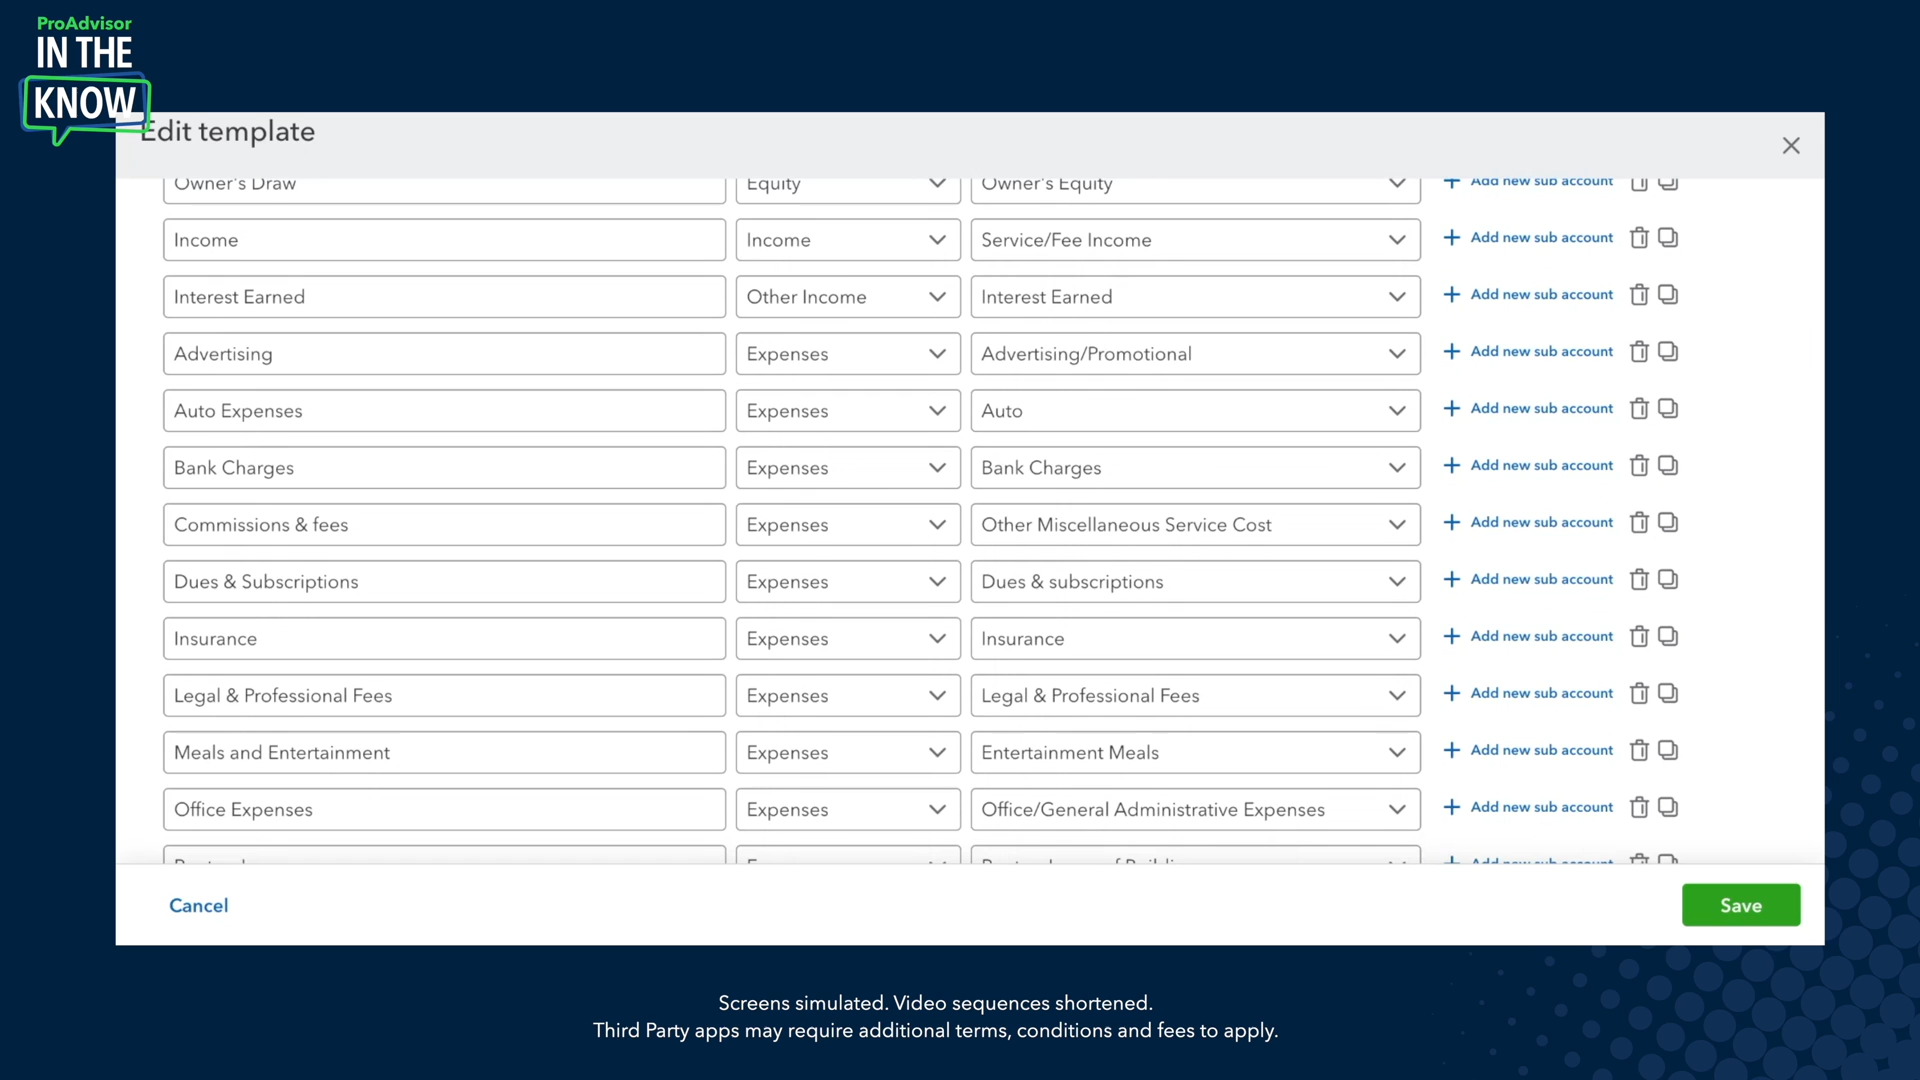 ProAdvisor
IN THE
KNOW
Edit template
Owner's Draw Equity Owner's Equity Add new sub account
Income Income Service/Fee Income Add new sub account
Interest Earned Other Income Interest Earned Add new sub account
Advertising Expenses Advertising/Promotional Add new sub account
Auto Expenses Expenses Auto Add new sub account
Bank Charges Expenses Bank Charges Add new sub account
Commissions & fees Expenses Other Miscellaneous Service Cost Add new sub account
Dues & Subscriptions Expenses Dues & subscriptions Add new sub account
Insurance Expenses Insurance Add new sub account
Legal & Professional Fees Expenses Legal & Professional Fees Add new sub account
Meals and Entertainment Expenses Entertainment Meals Add new sub account
Office Expenses Expenses Office/General Administrative Expenses Add new sub account
Add new sub account
Cancel Save
Screens simulated. Video sequences shortened.
Third Party apps may require additional terms, conditions and fees to apply.